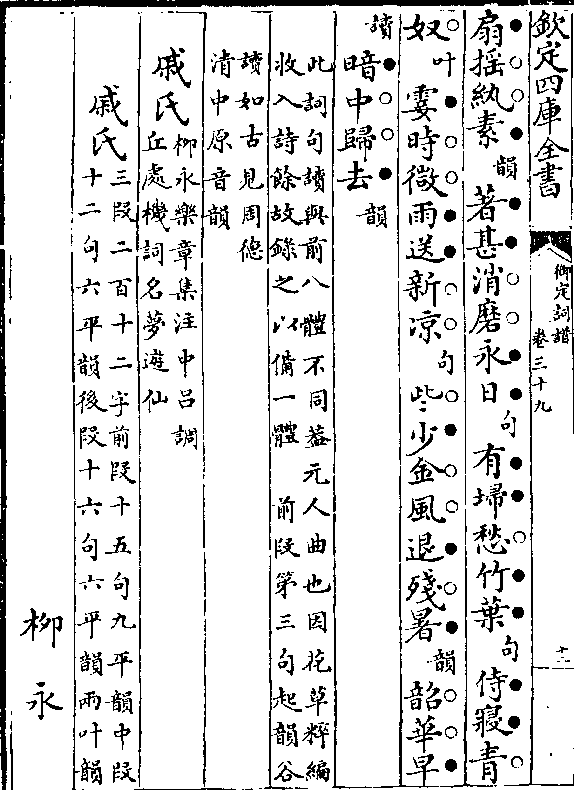 欽定四庫全書
御定詞譜
卷三十九
十二
扇摇紈素韻著甚消磨永日句有埽愁竹葉句侍寢青
奴叶霎時微雨送新凉句些少金風退殘暑韻韶華早
讀暗中歸去韻
此詞句讀與前八體不同葢元人曲也因花草粹編
收入詩餘故錄之以備一體　前段第三句起韻谷
讀如古見周德
清中原音韻
戚氏柳永樂章集注中吕調
丘處機詞名夢遊仙
戚氏三段二百十二字前段十五句九平韻中段
十二句六平韻後段十六句六平韻兩叶韻
柳永